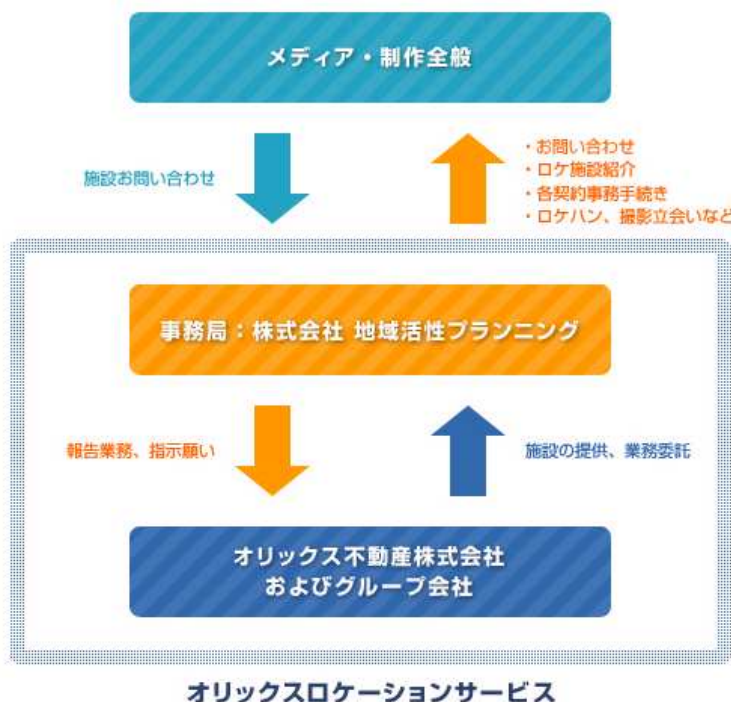 メディア・制作全般
施設お問い合わせ
・お問い合わせ
・ロケ施設紹介
・各契約事務手続き
・ロケハン、撮影立会いなど
事務局：株式会社 地域活性プランニング
報告業務、指示願い
施設の提供、業務委託
オリックス不動産株式会社
およびグループ会社
オリックスロケーションサービス